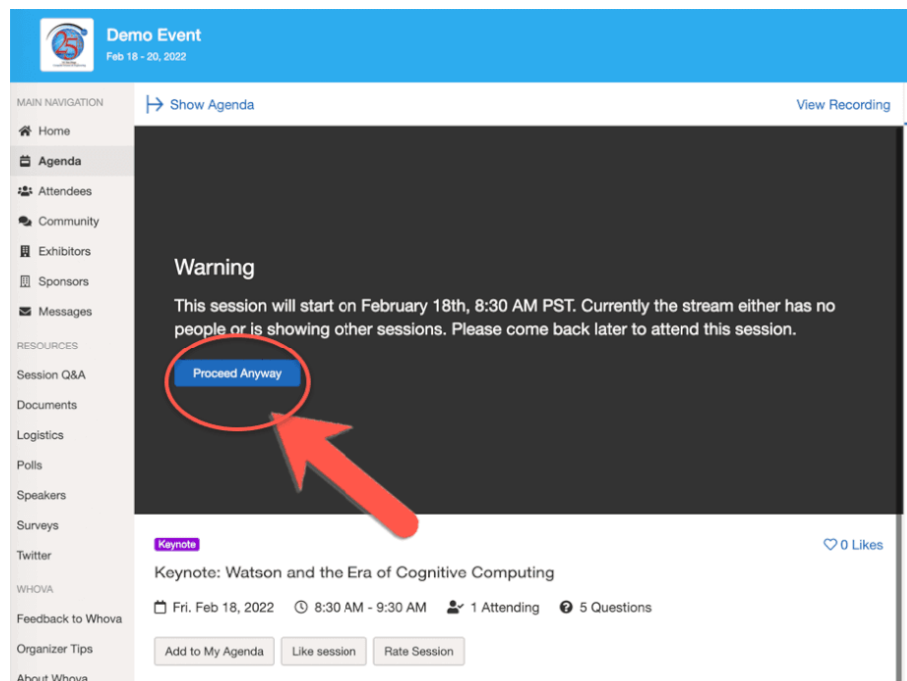 25
Demo Event
Feb 18 - 20, 2022
MAIN NAVIGATION
Home
Agenda
Attendees
Community
Exhibitors
Sponsors
Messages
RESOURCES
Session Q&A
Documents
Logistics
Polls
Speakers
Surveys
Twitter
WHOVA
Feedback to Whova
Organizer Tips
About Whova
Show Agenda
View Recording
Warning
This session will start on February 18th, 8:30 AM PST. Currently the stream either has no
people or is showing other sessions. Please come back later to attend this session.
Proceed Anyway
Keynote
0 Likes
Keynote: Watson and the Era of Cognitive Computing
Fri. Feb 18, 2022 8:30 AM - 9:30 AM 1 Attending 5 Questions
Add to My Agenda Like session Rate Session